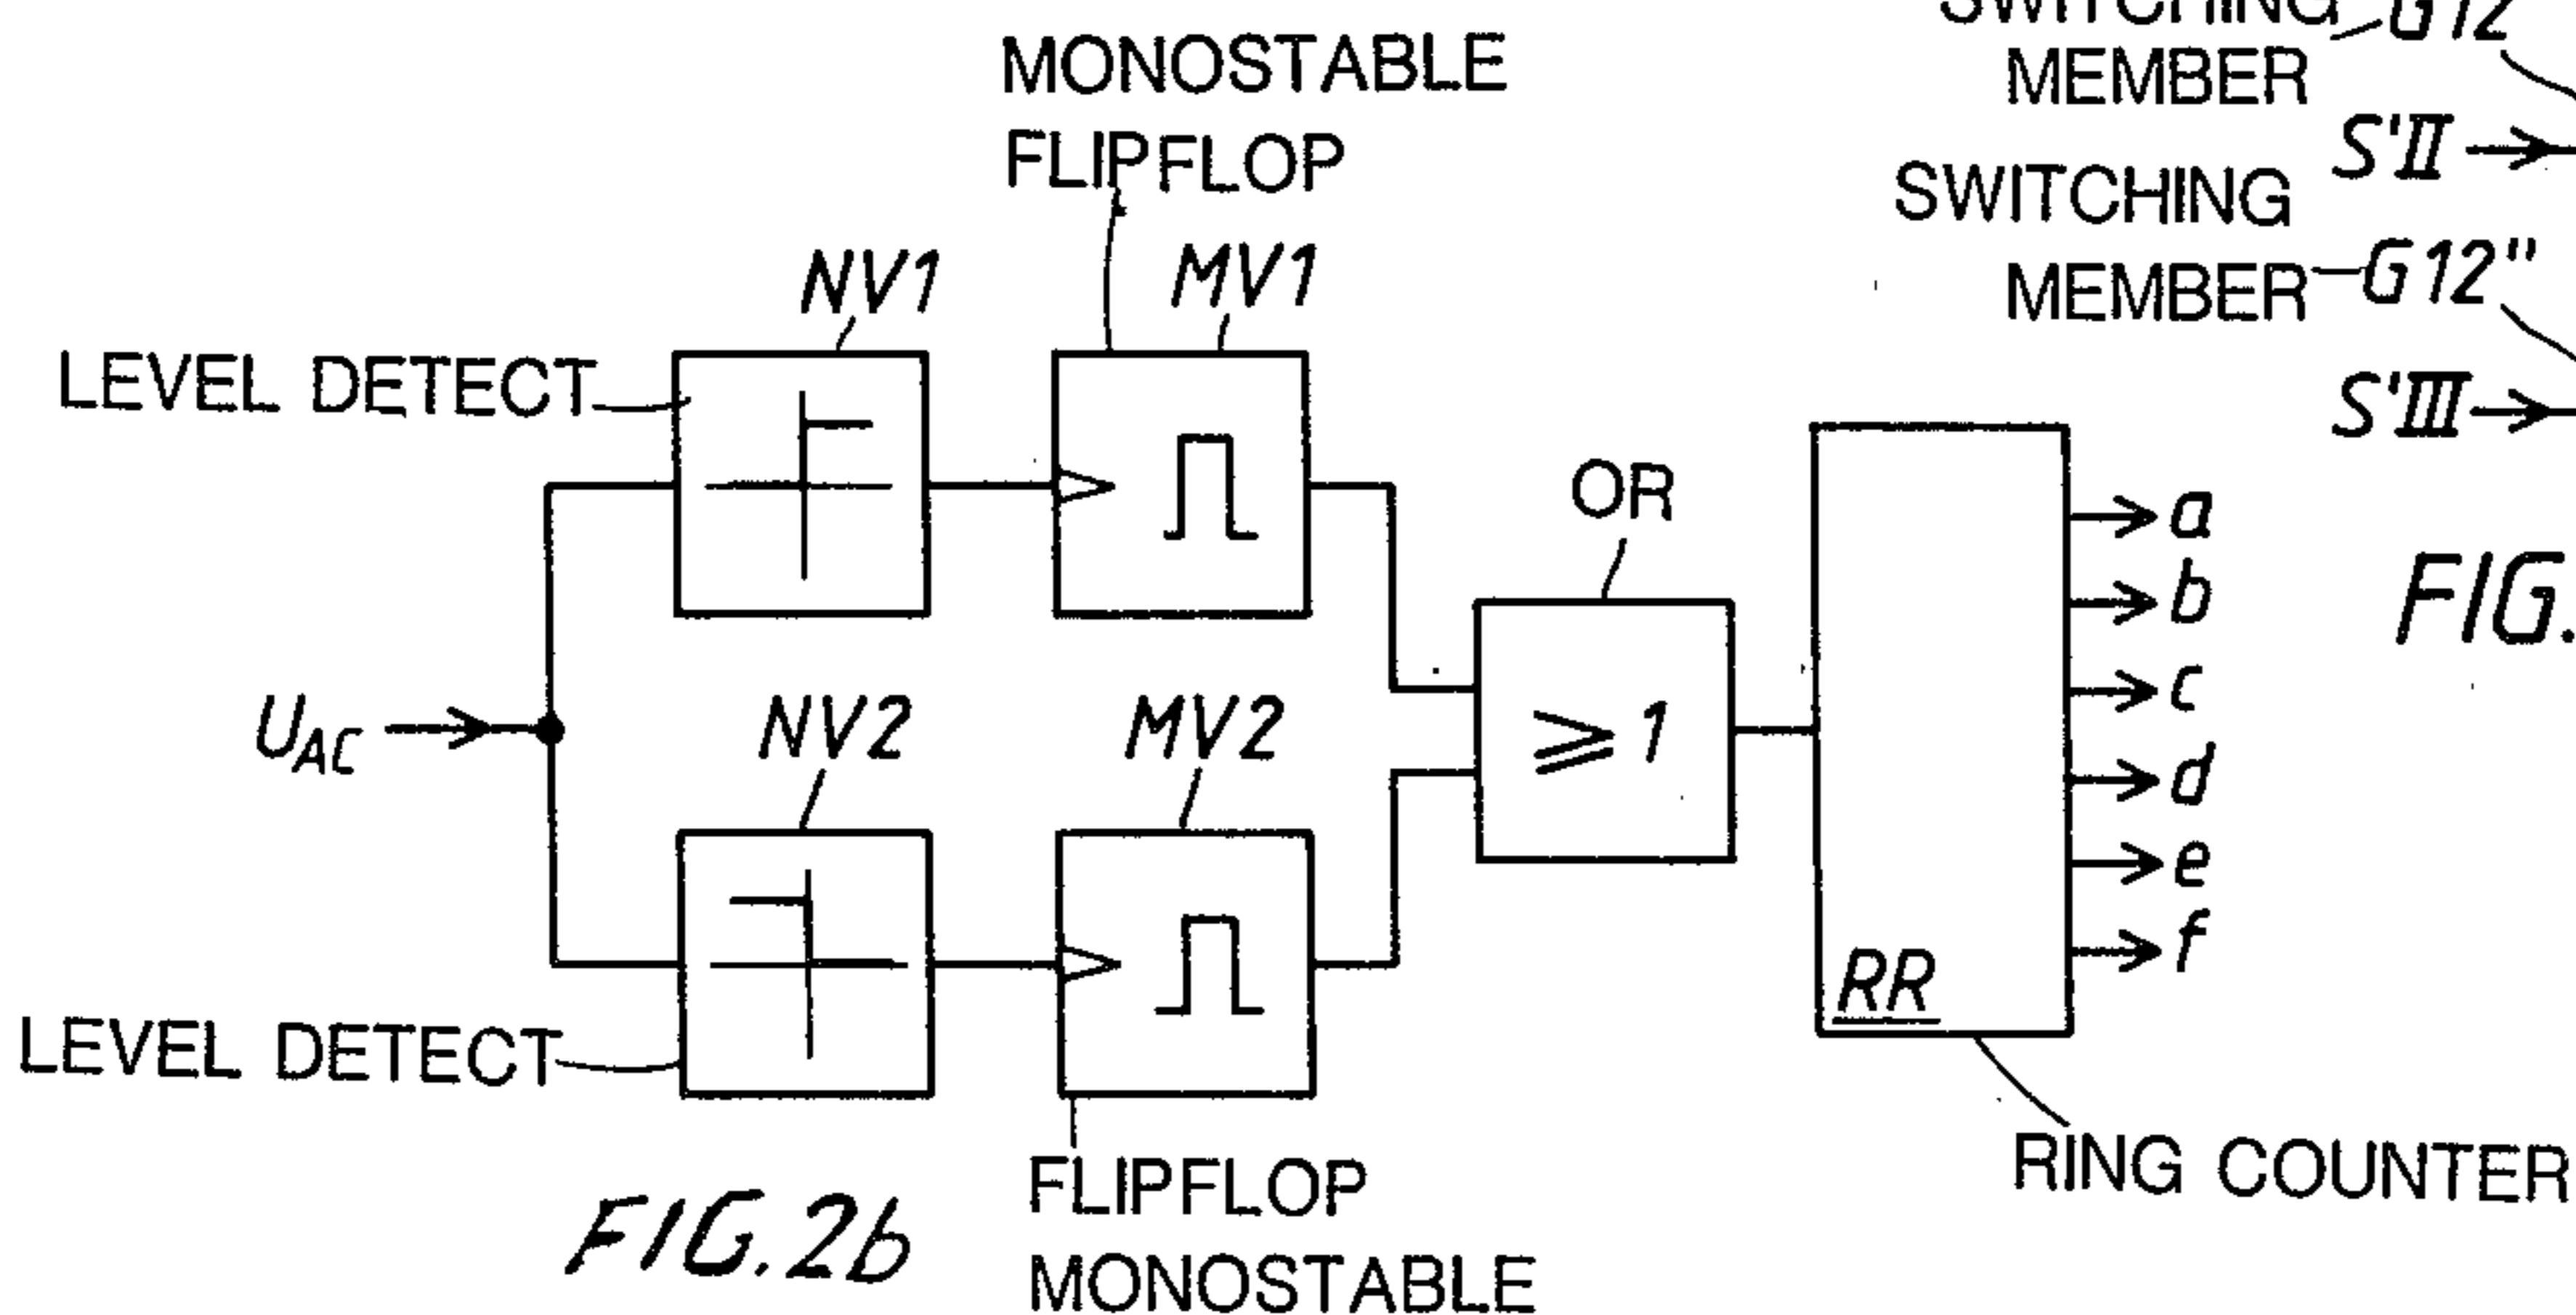 MONOSTABLE
FLIPFLOP
NV1
MV1
LEVEL DETECT
OR
U_AC
NV2
MV2
≥ 1
a
b
c
d
e
f
RR
LEVEL DETECT
RING COUNTER
FLIPFLOP
MONOSTABLE
FIG.2b
SWITCHING
MEMBER
G12
S'II
SWITCHING
MEMBER
G12"
S'III
FIG.